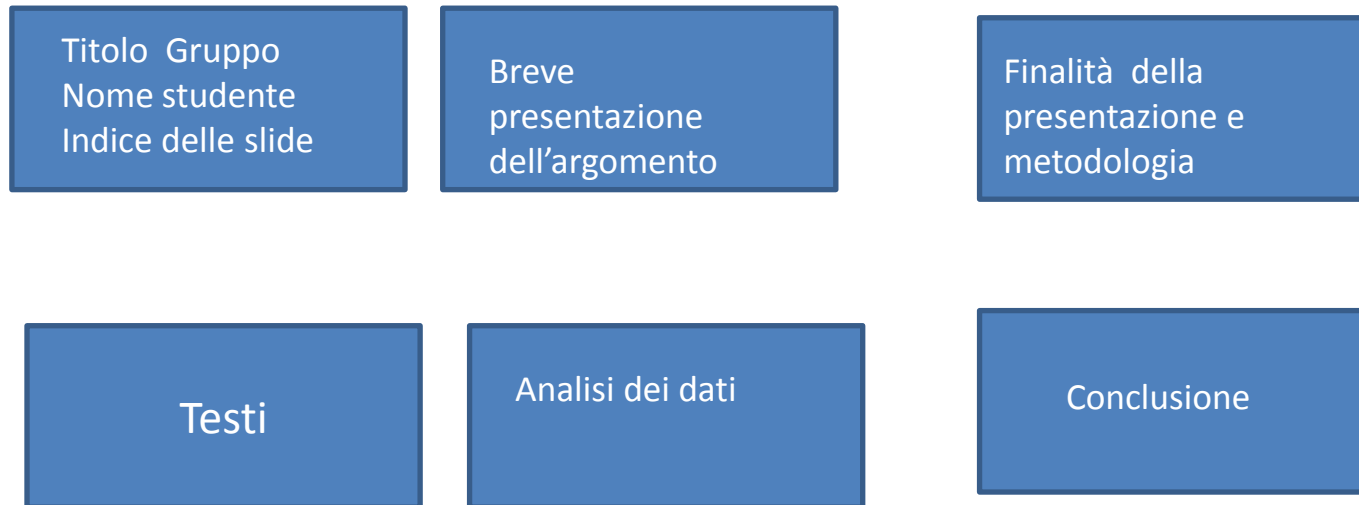 Titolo  Gruppo
Nome studente
Indice delle slide
Breve
presentazione
dell’argomento
Finalità  della
presentazione e
metodologia
Testi
Analisi dei dati
Conclusione